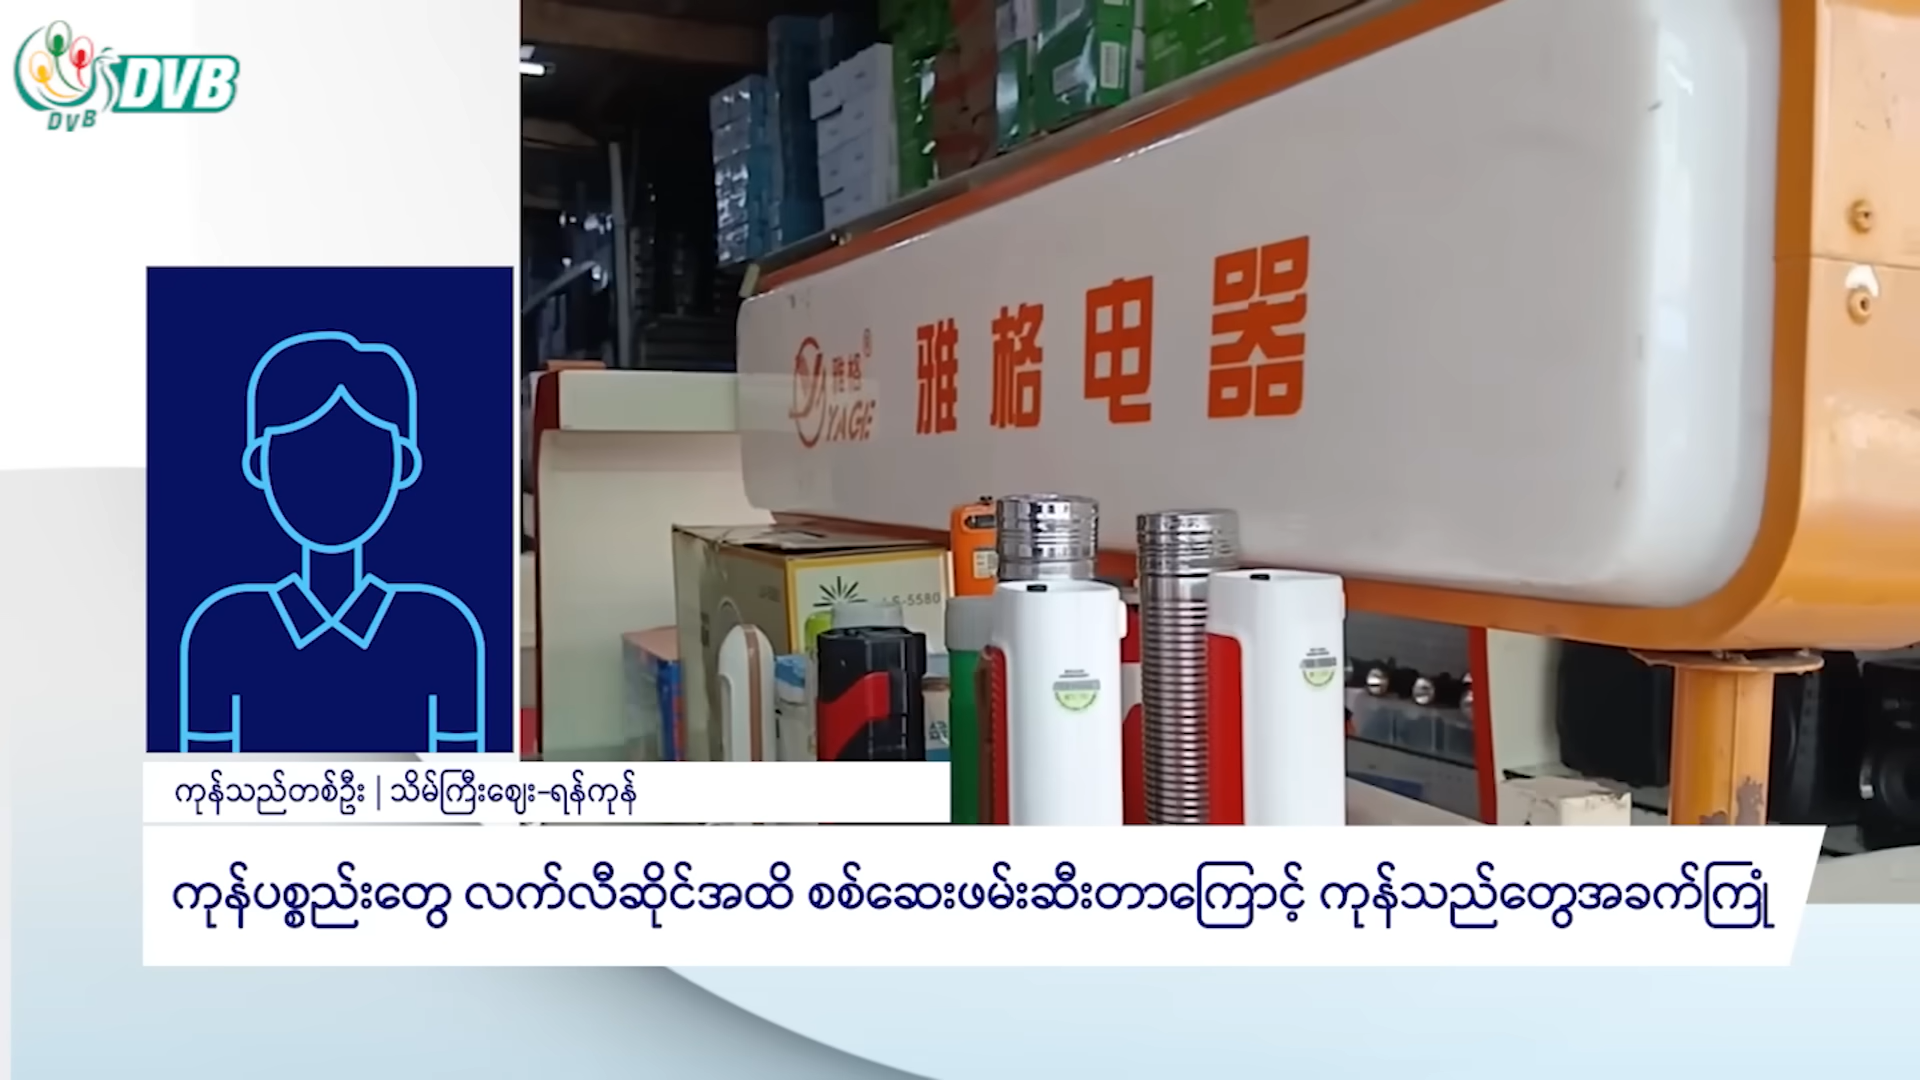 DVB
DVB
雅格电器
雅格®
YAGE
LS-5580
ကုန်သည်တစ်ဦး | သိမ်ကြီးဈေး-ရန်ကုန်
ကုန်ပစ္စည်းတွေ လက်လီဆိုင်အထိ စစ်ဆေးဖမ်းဆီးတာကြောင့် ကုန်သည်တွေအခက်ကြုံ